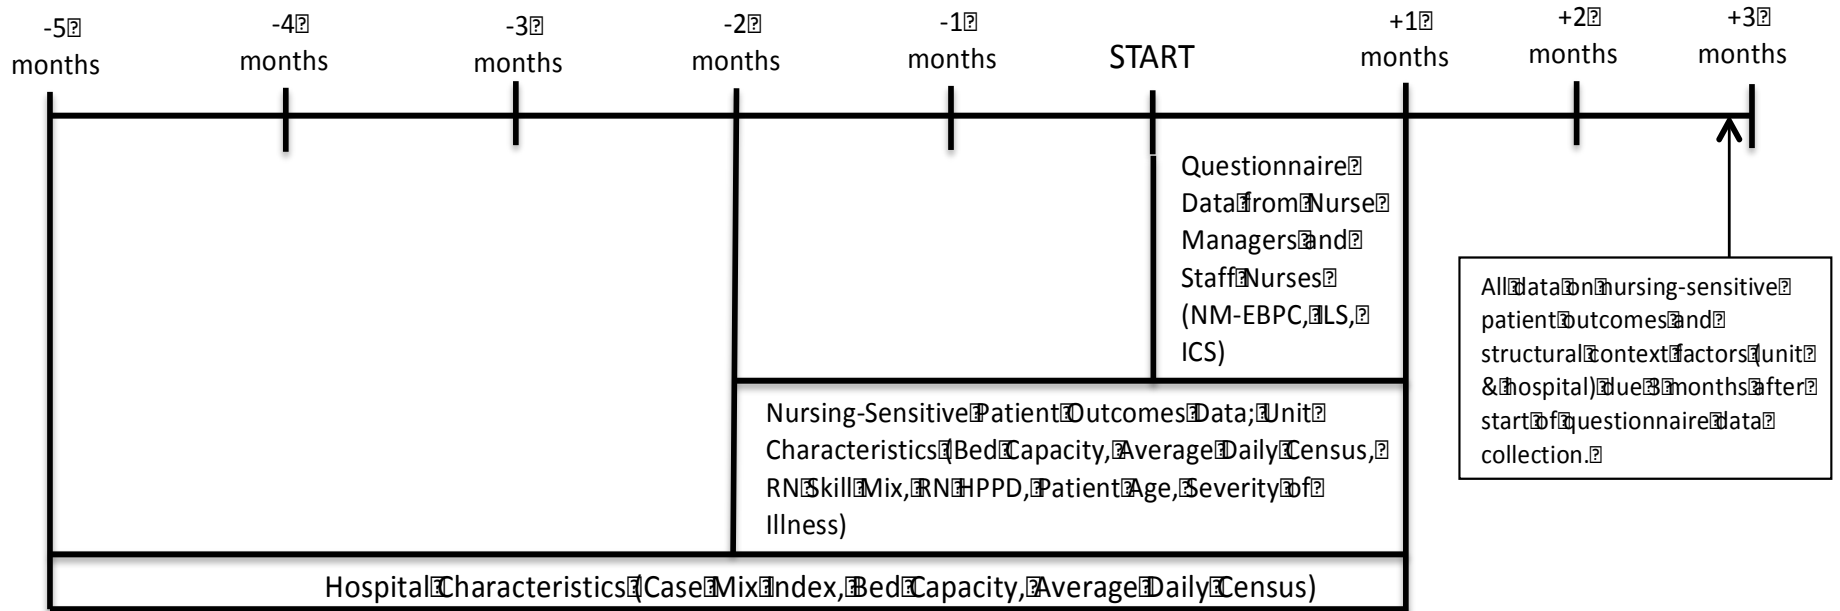 -5
months
-4
months
-3
months
-2
months
-1
months
START
+1
months
+2
months
+3
months
Questionnaire
Data from Nurse
Managers and
Staff Nurses
(NM-EBPC, ILS,
ICS)
All data on nursing-sensitive
patient outcomes and
structural context factors (unit
& hospital) due 3 months after
start of questionnaire data
collection.
Nursing-Sensitive Patient Outcomes Data; Unit
Characteristics (Bed Capacity, Average Daily Census,
RN Skill Mix, RN HPPD, Patient Age, Severity of
Illness)
Hospital Characteristics (Case Mix Index, Bed Capacity, Average Daily Census)